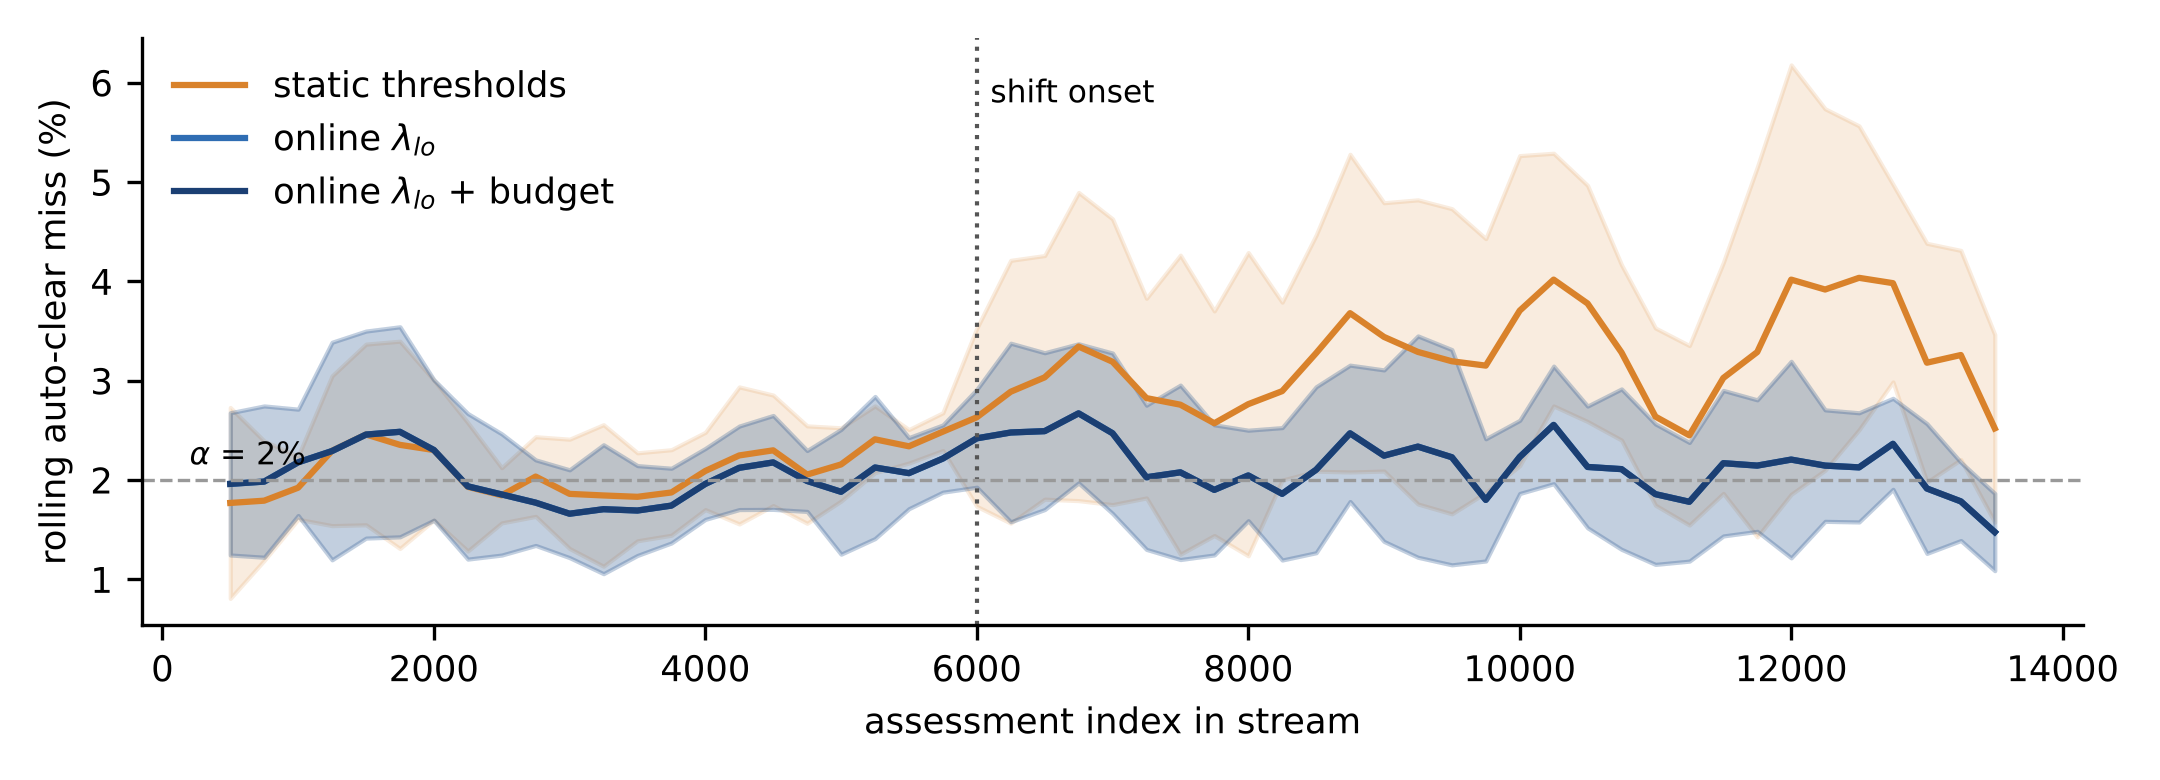 rolling auto-clear miss (%)
6
5
4
3
2
1
static thresholds
online λlo
online λlo + budget
shift onset
α = 2%
0 2000 4000 6000 8000 10000 12000 14000
assessment index in stream